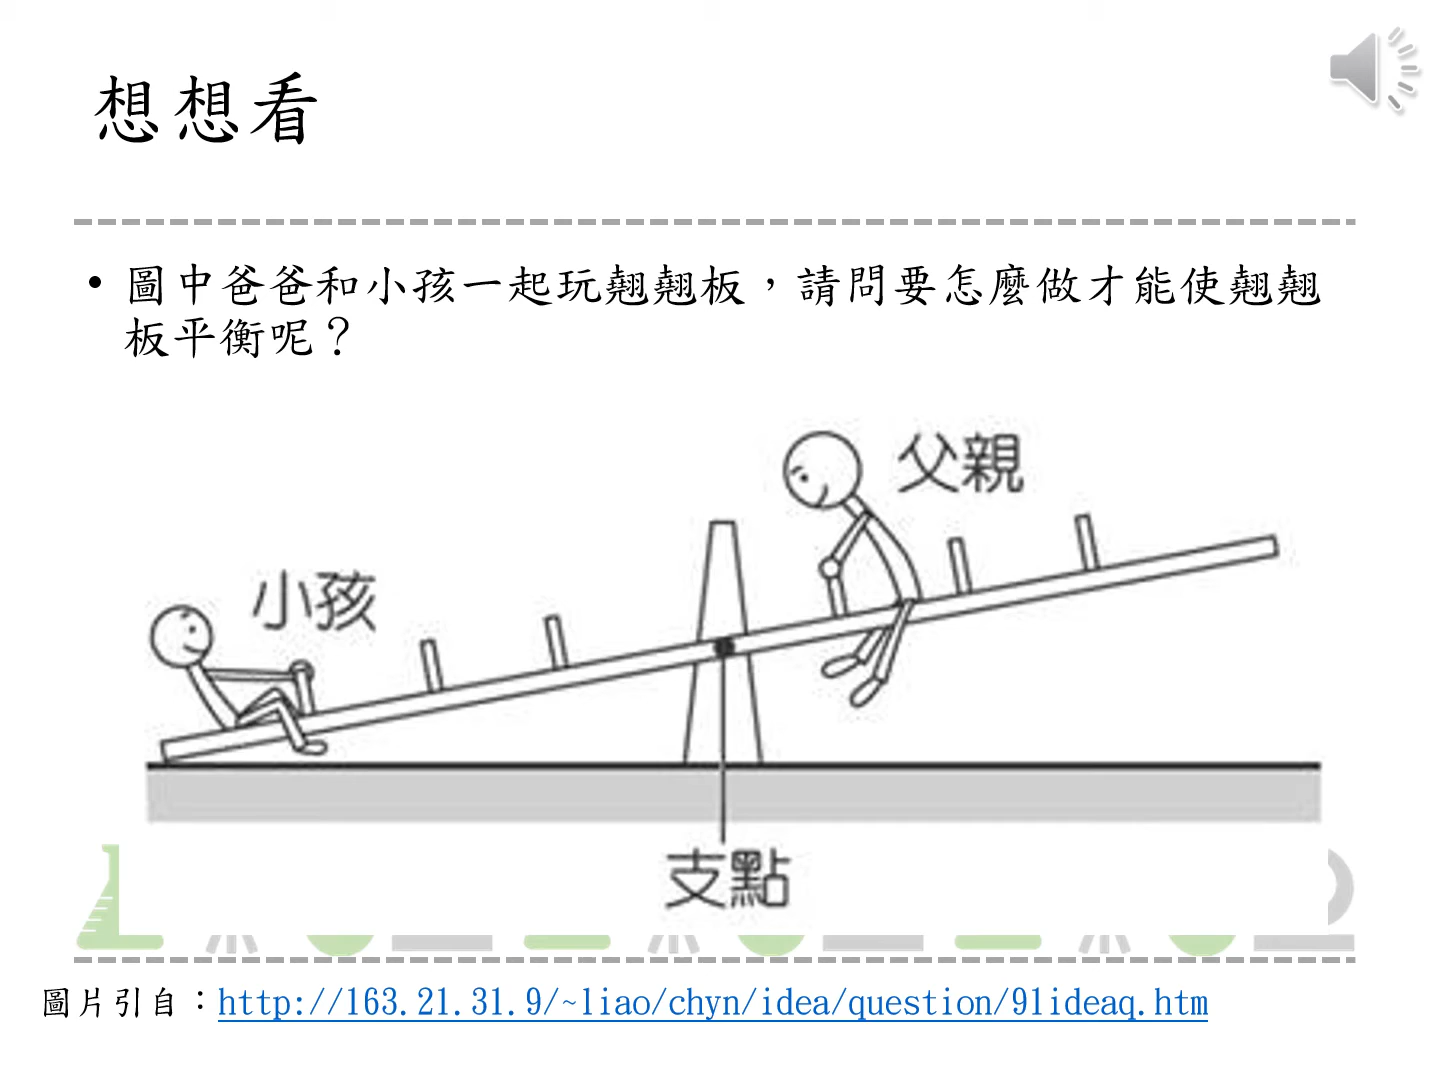 想想看
• 圖中爸爸和小孩一起玩翹翹板，請問要怎麼做才能使翹翹
板平衡呢？
父親
小孩
支點
圖片引自：http://163.21.31.9/~liao/chyn/idea/question/91ideaq.htm